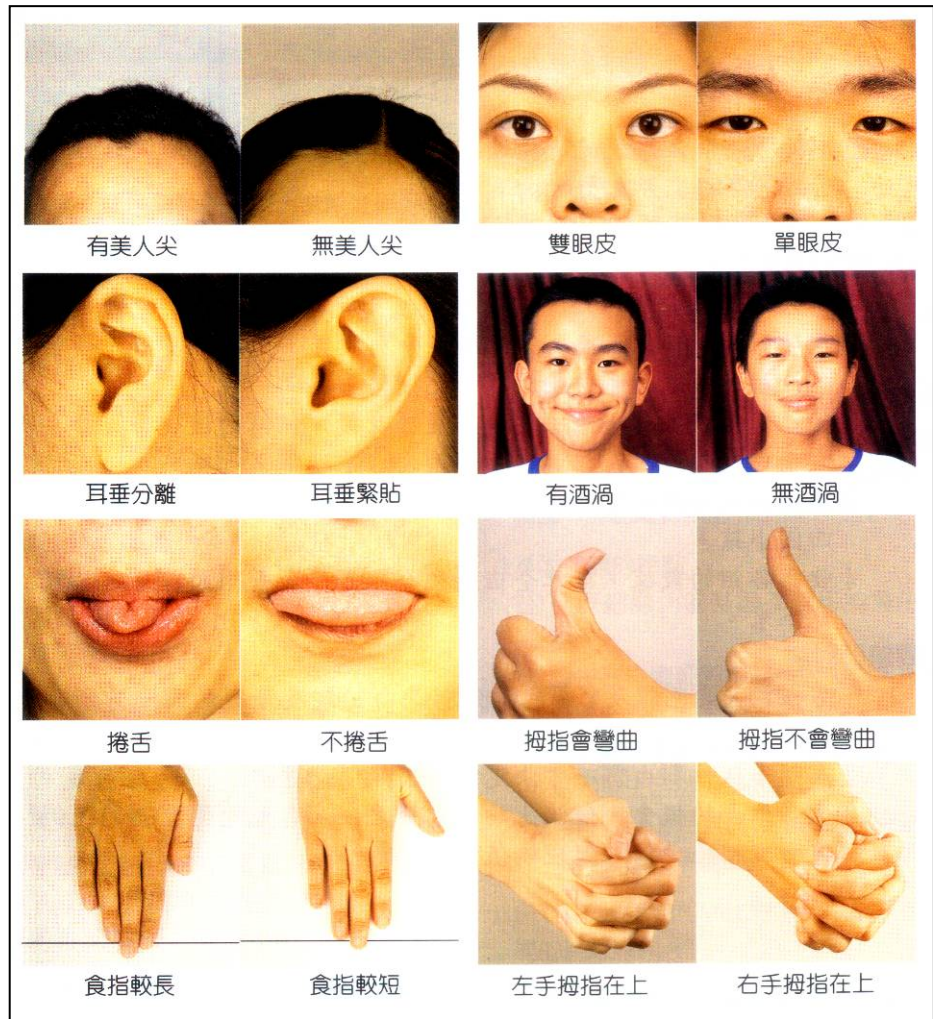 有美人尖 無美人尖 雙眼皮 單眼皮
耳垂分離 耳垂緊貼 有酒渦 無酒渦
捲舌 不捲舌 拇指會彎曲 拇指不會彎曲
食指較長 食指較短 左手拇指在上 右手拇指在上